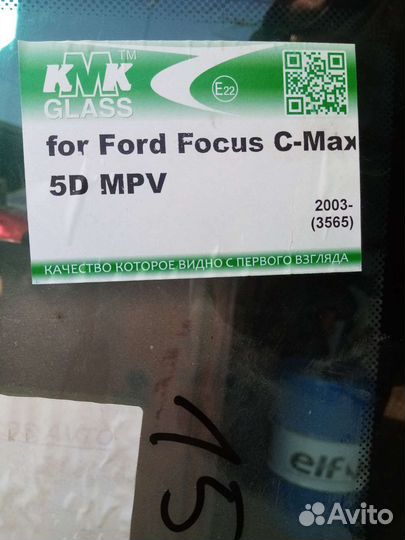 KMK TM
GLASS
E22
for Ford Focus C-Max
5D MPV
2003-
(3565)
КАЧЕСТВО КОТОРОЕ ВИДНО С ПЕРВОГО ВЗГЛЯДА
15
elf
Avito